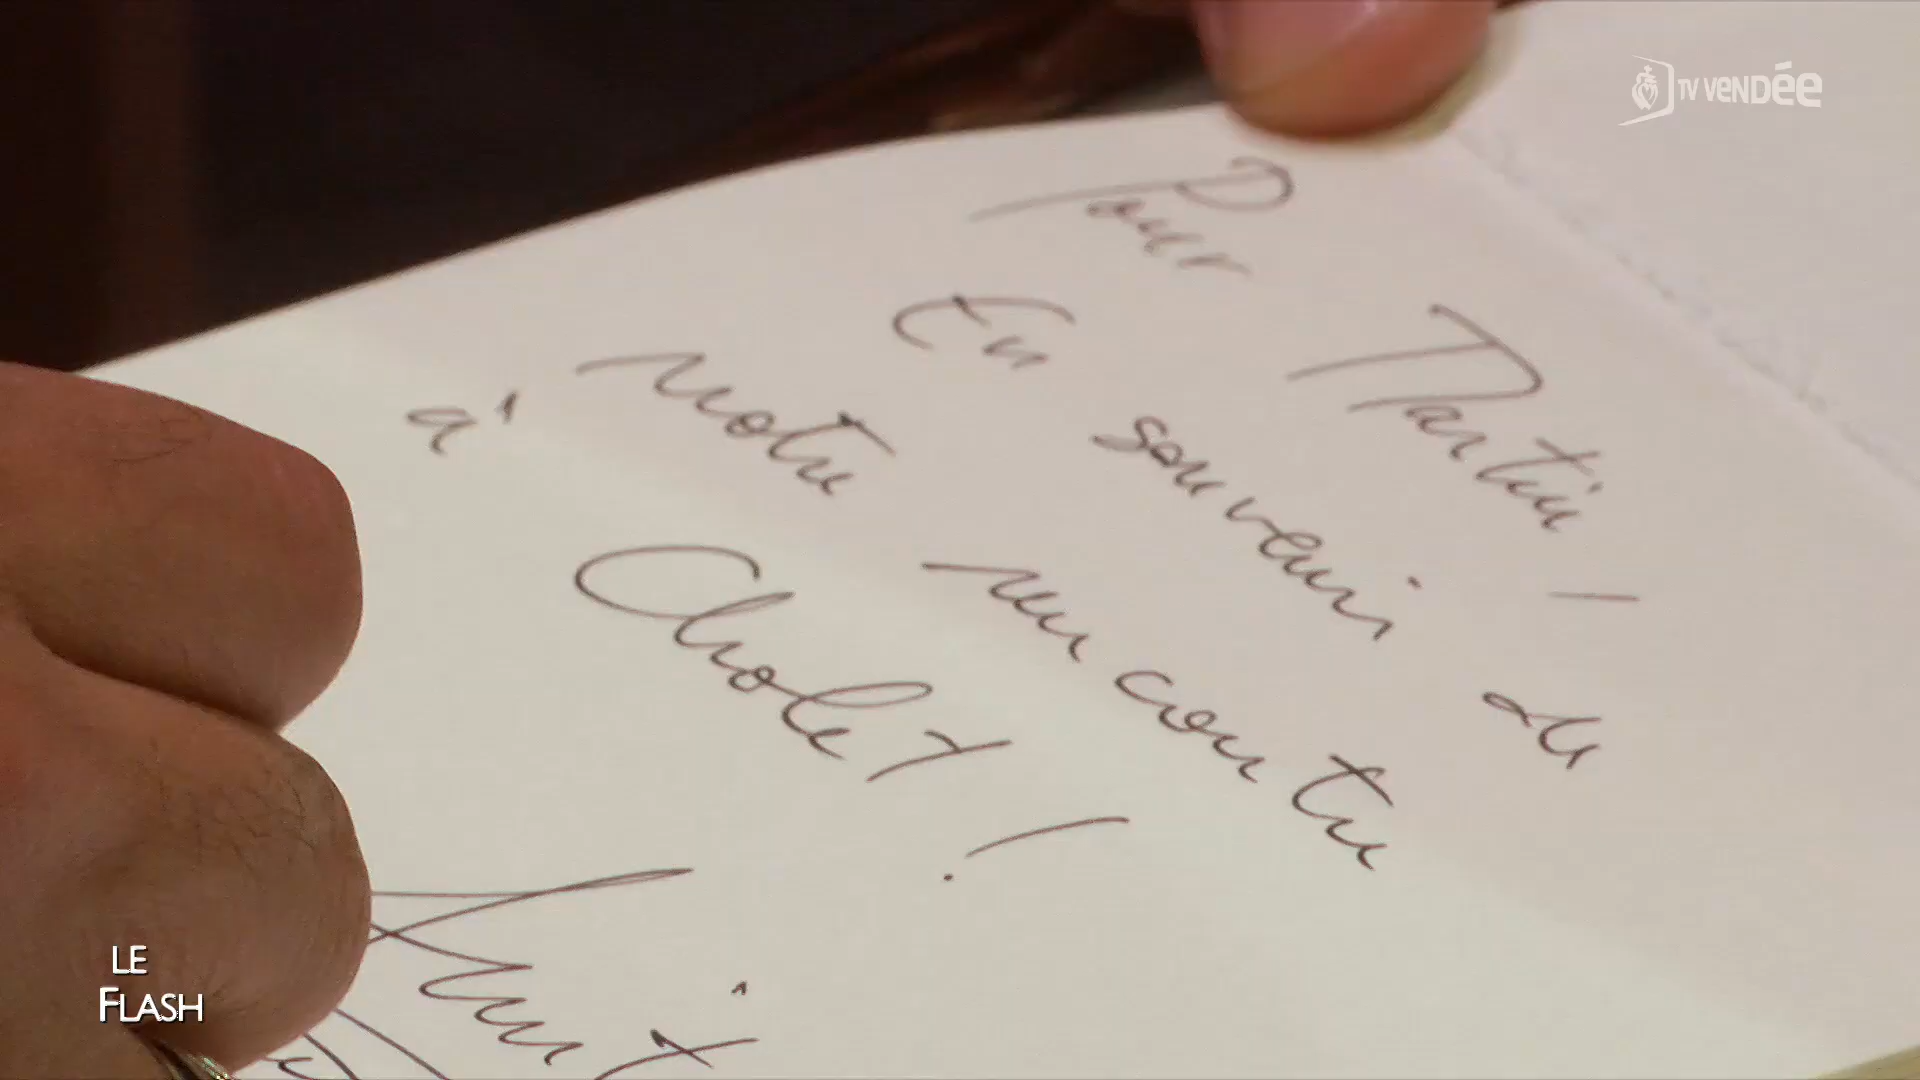 TV VENDÉE
Pour Martin –
En souvenir de
notre rencontre
à Cholet !
LE
FLASH